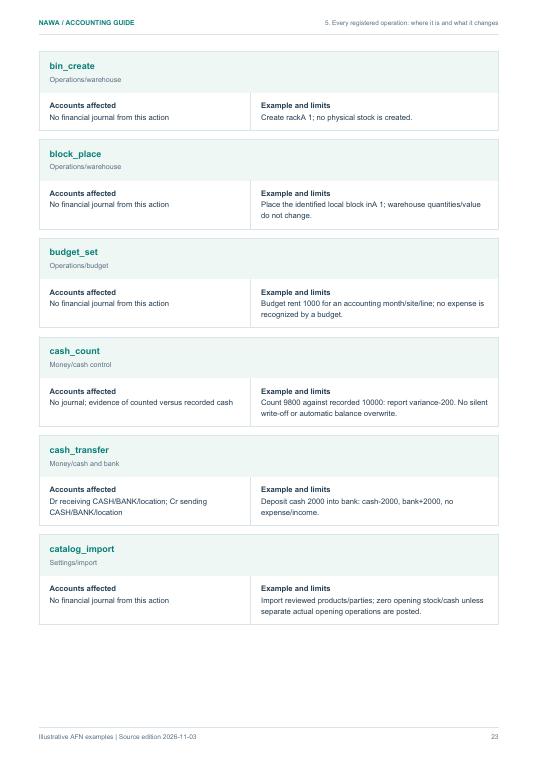 NAWA / ACCOUNTING GUIDE
5. Every registered operation: where it is and what it changes
bin_create
Operations/warehouse
Accounts affected
No financial journal from this action
Example and limits
Create rackA 1; no physical stock is created.
block_place
Operations/warehouse
Accounts affected
No financial journal from this action
Example and limits
Place the identified local block inA 1; warehouse quantities/value
do not change.
budget_set
Operations/budget
Accounts affected
No financial journal from this action
Example and limits
Budget rent 1000 for an accounting month/site/line; no expense is
recognized by a budget.
cash_count
Money/cash control
Accounts affected
No journal; evidence of counted versus recorded cash
Example and limits
Count 9800 against recorded 10000: report variance-200. No silent
write-off or automatic balance overwrite.
cash_transfer
Money/cash and bank
Accounts affected
Dr receiving CASH/BANK/location; Cr sending
CASH/BANK/location
Example and limits
Deposit cash 2000 into bank: cash-2000, bank+2000, no
expense/income.
catalog_import
Settings/import
Accounts affected
No financial journal from this action
Example and limits
Import reviewed products/parties; zero opening stock/cash unless
separate actual opening operations are posted.
Illustrative AFN examples | Source edition 2026-11-03
23